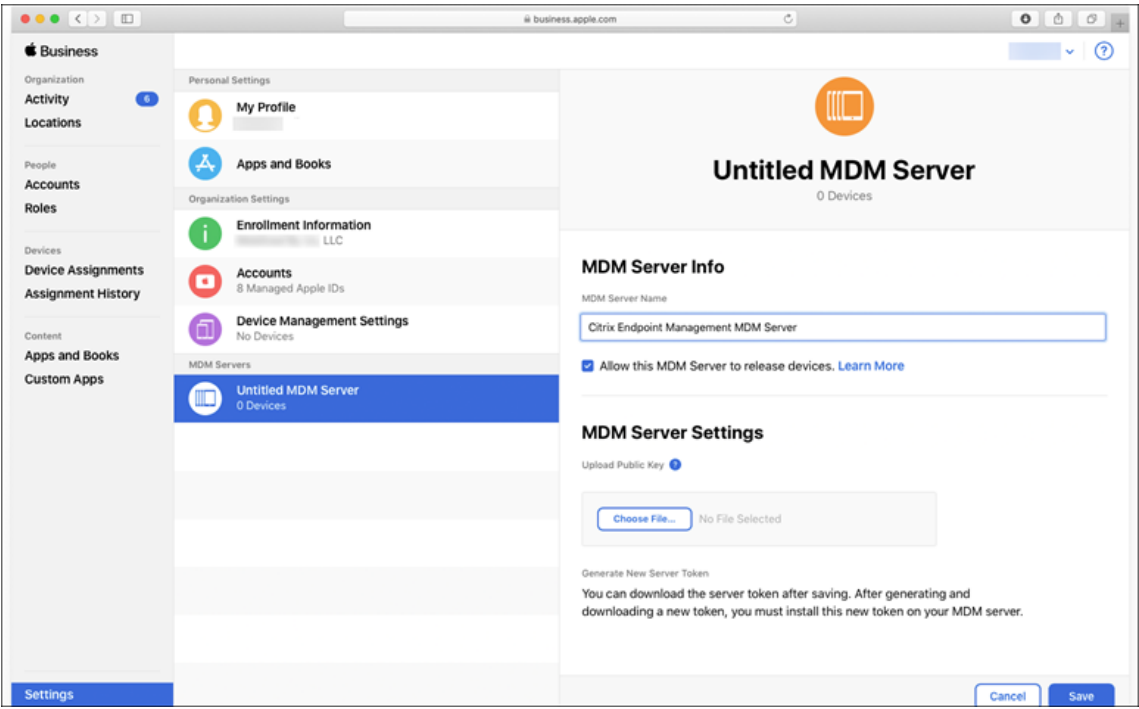 business.apple.com
Business
Organization
Activity 6
Locations
People
Accounts
Roles
Devices
Device Assignments
Assignment History
Content
Apps and Books
Custom Apps
Settings
Personal Settings
My Profile
Apps and Books
Organization Settings
Enrollment Information
LLC
Accounts
8 Managed Apple IDs
Device Management Settings
No Devices
MDM Servers
Untitled MDM Server
0 Devices
?
Untitled MDM Server
0 Devices
MDM Server Info
MDM Server Name
Citrix Endpoint Management MDM Server
Allow this MDM Server to release devices. Learn More
MDM Server Settings
Upload Public Key ?
Choose File... No File Selected
Generate New Server Token
You can download the server token after saving. After generating and
downloading a new token, you must install this new token on your MDM server.
Cancel Save